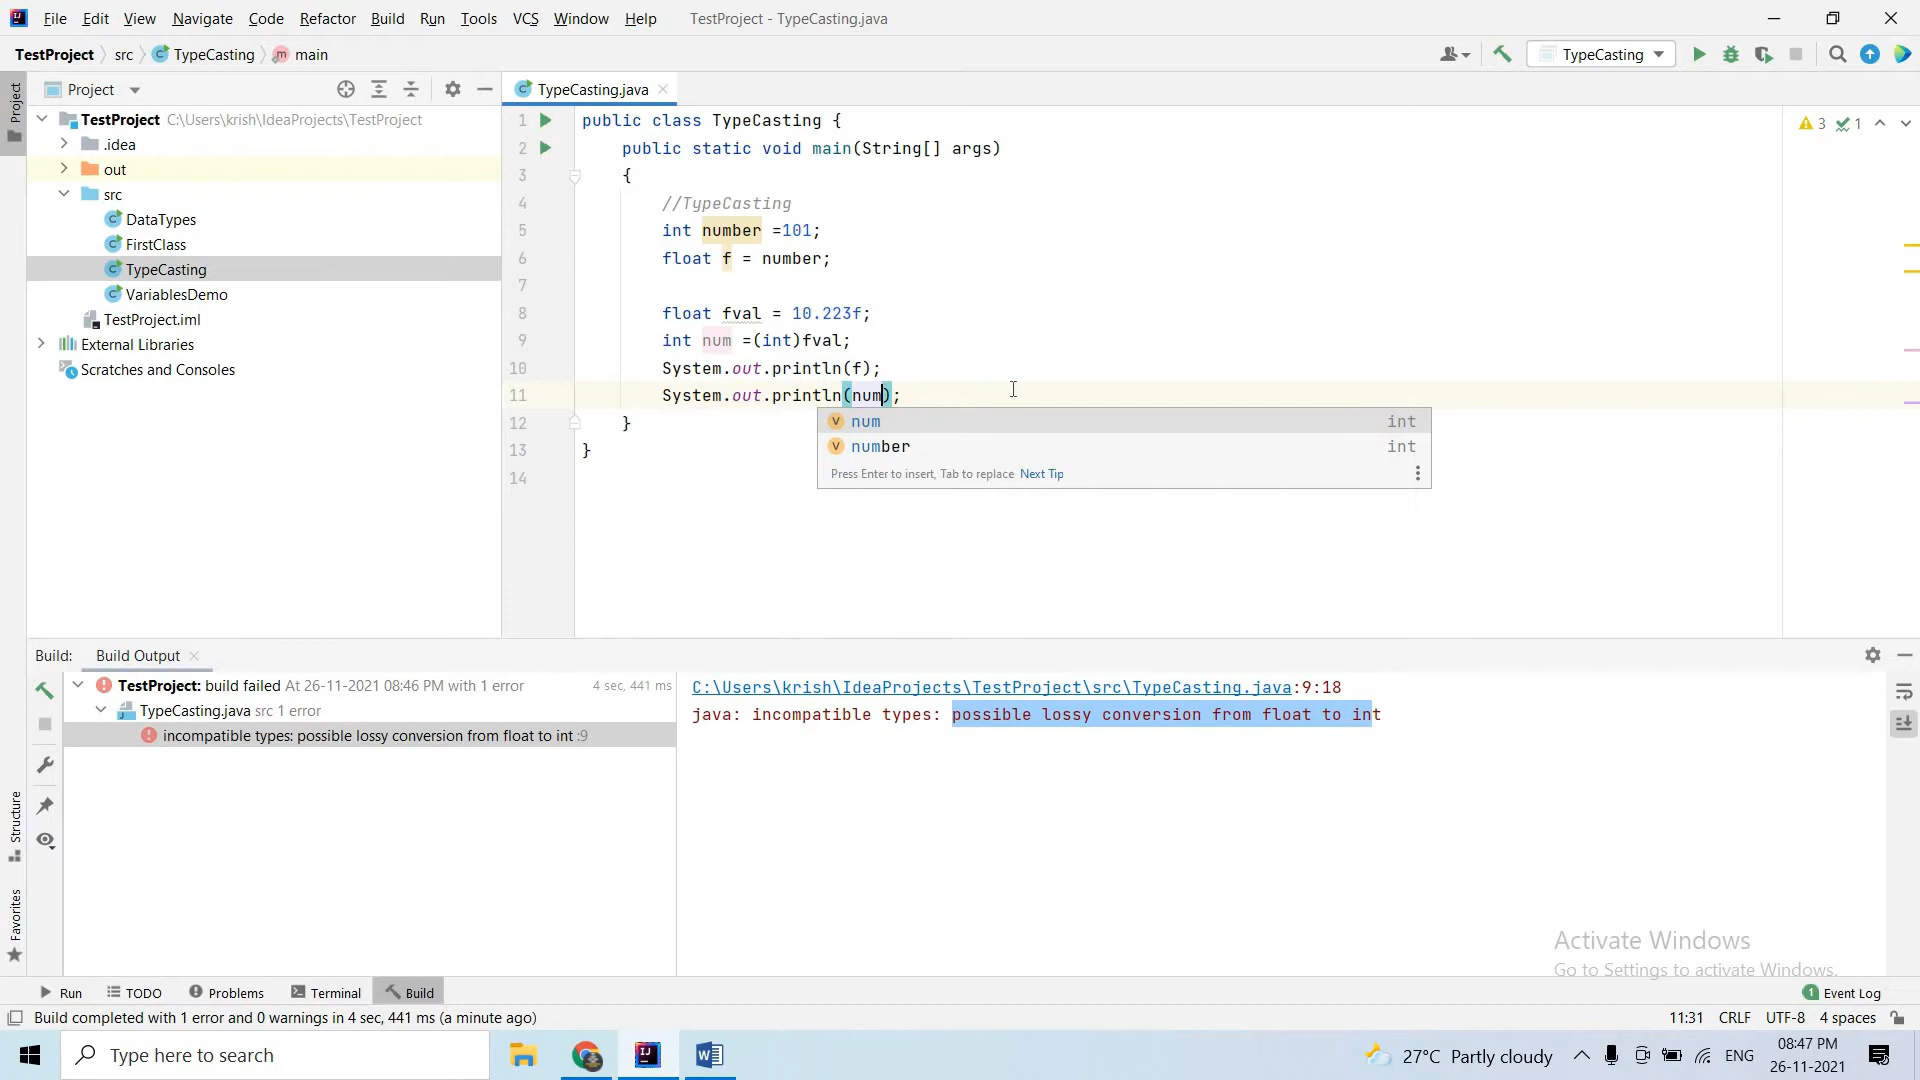 File Edit View Navigate Code Refactor Build Run Tools VCS Window Help TestProject - TypeCasting.java
TestProject src TypeCasting main
TypeCasting
Project
TypeCasting.java
Project
TestProject C:\Users\krish\IdeaProjects\TestProject
.idea
out
src
DataTypes
FirstClass
TypeCasting
VariablesDemo
TestProject.iml
External Libraries
Scratches and Consoles
1 public class TypeCasting {
2 public static void main(String[] args)
3 {
4 //TypeCasting
5 int number =101;
6 float f = number;
7
8 float fval = 10.223f;
9 int num =(int)fval;
10 System.out.println(f);
11 System.out.println(num);
12 }
13 }
14
3 1
num int
number int
Press Enter to insert, Tab to replace Next Tip
Build: Build Output
TestProject: build failed At 26-11-2021 08:46 PM with 1 error 4 sec, 441 ms
TypeCasting.java src 1 error
incompatible types: possible lossy conversion from float to int :9
C:\Users\krish\IdeaProjects\TestProject\src\TypeCasting.java:9:18
java: incompatible types: possible lossy conversion from float to int
Structure
Favorites
Activate Windows
Go to Settings to activate Windows.
Run TODO Problems Terminal Build 1 Event Log
Build completed with 1 error and 0 warnings in 4 sec, 441 ms (a minute ago) 11:31 CRLF UTF-8 4 spaces
Type here to search
27°C Partly cloudy ENG 08:47 PM
26-11-2021